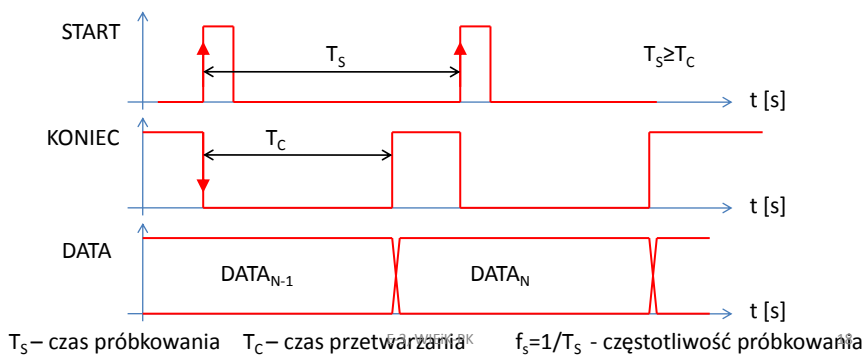 START
T_S
T_S≥T_C
t [s]
KONIEC
T_C
t [s]
DATA
DATA_N-1
DATA_N
t [s]
T_S – czas próbkowania T_C – czas przetwarzania f_s=1/T_S - częstotliwość próbkowania
18